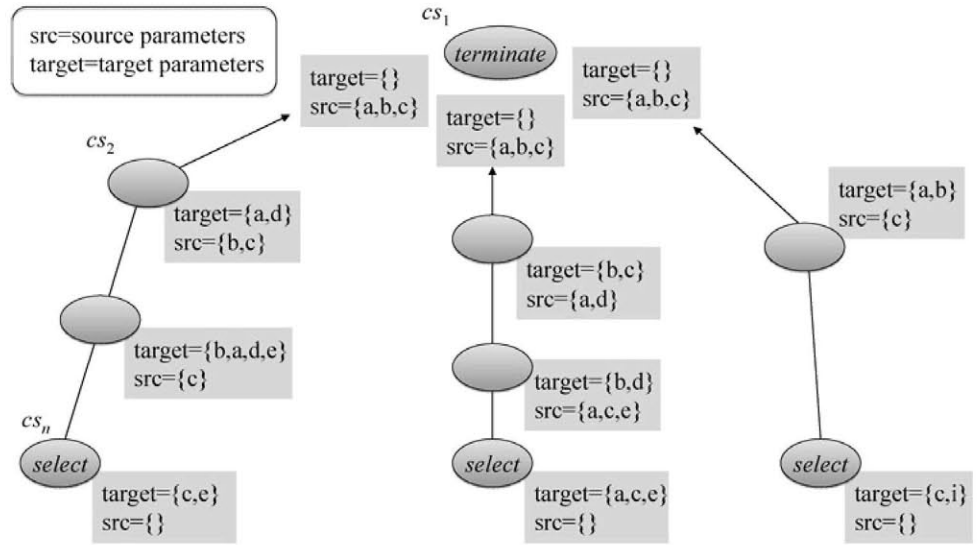 src=source parameters
target=target parameters
cs1
terminate
target={}
src={a,b,c}
target={}
src={a,b,c}
target={}
src={a,b,c}
cs2
target={a,d}
src={b,c}
target={a,b}
src={c}
target={b,c}
src={a,d}
target={b,a,d,e}
src={c}
target={b,d}
src={a,c,e}
csn
select
target={c,e}
src={}
select
target={a,c,e}
src={}
select
target={c,i}
src={}